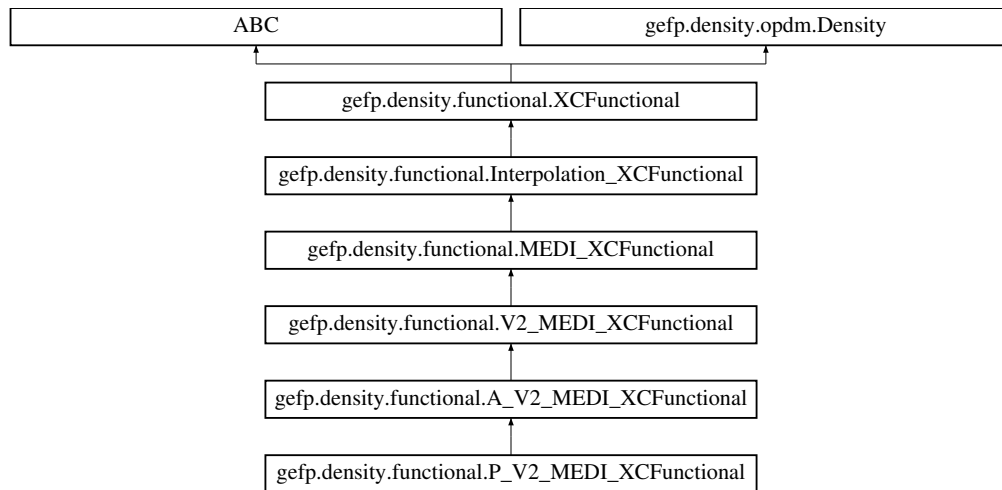 ABC
gefp.density.opdm.Density
gefp.density.functional.XCFunctional
gefp.density.functional.Interpolation_XCFunctional
gefp.density.functional.MEDI_XCFunctional
gefp.density.functional.V2_MEDI_XCFunctional
gefp.density.functional.A_V2_MEDI_XCFunctional
gefp.density.functional.P_V2_MEDI_XCFunctional